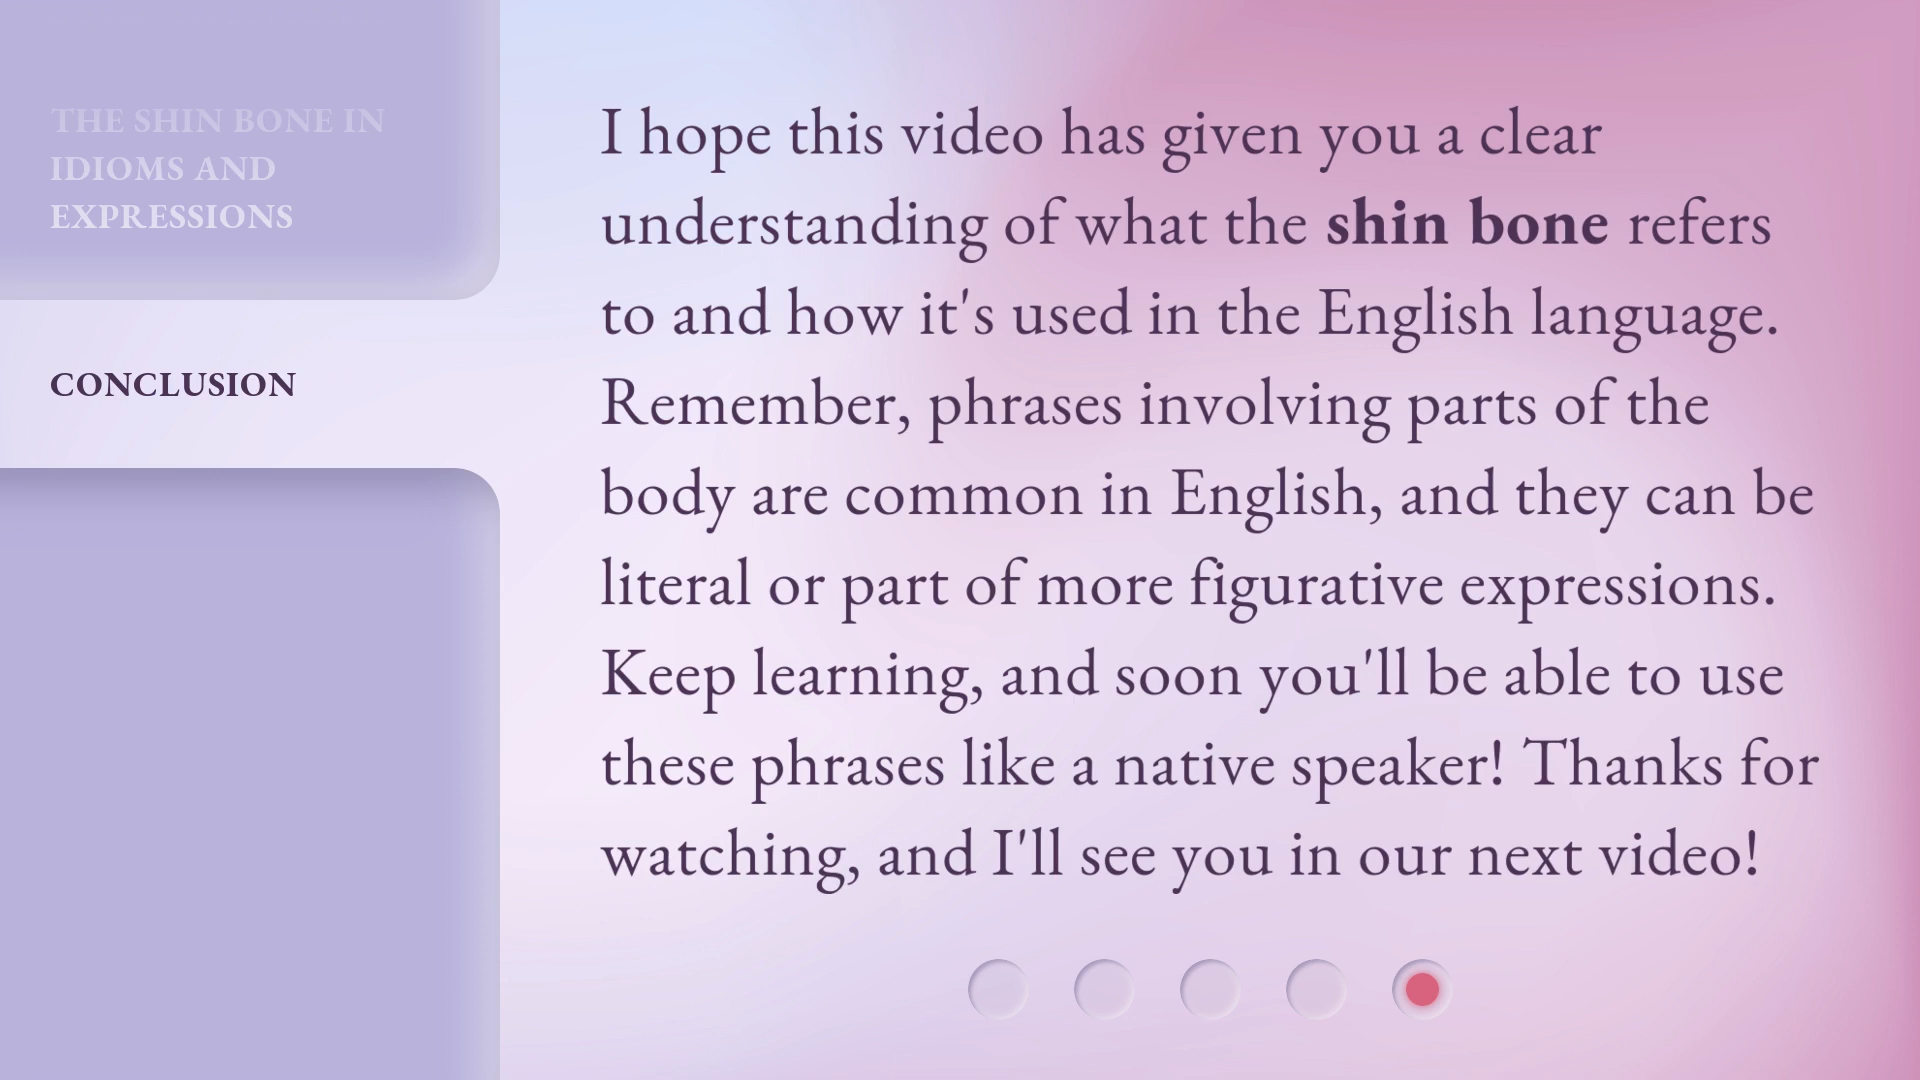 THE SHIN BONE IN
IDIOMS AND
EXPRESSIONS
CONCLUSION
I hope this video has given you a clear
understanding of what the shin bone refers
to and how it's used in the English language.
Remember, phrases involving parts of the
body are common in English, and they can be
literal or part of more figurative expressions.
Keep learning, and soon you'll be able to use
these phrases like a native speaker! Thanks for
watching, and I'll see you in our next video!